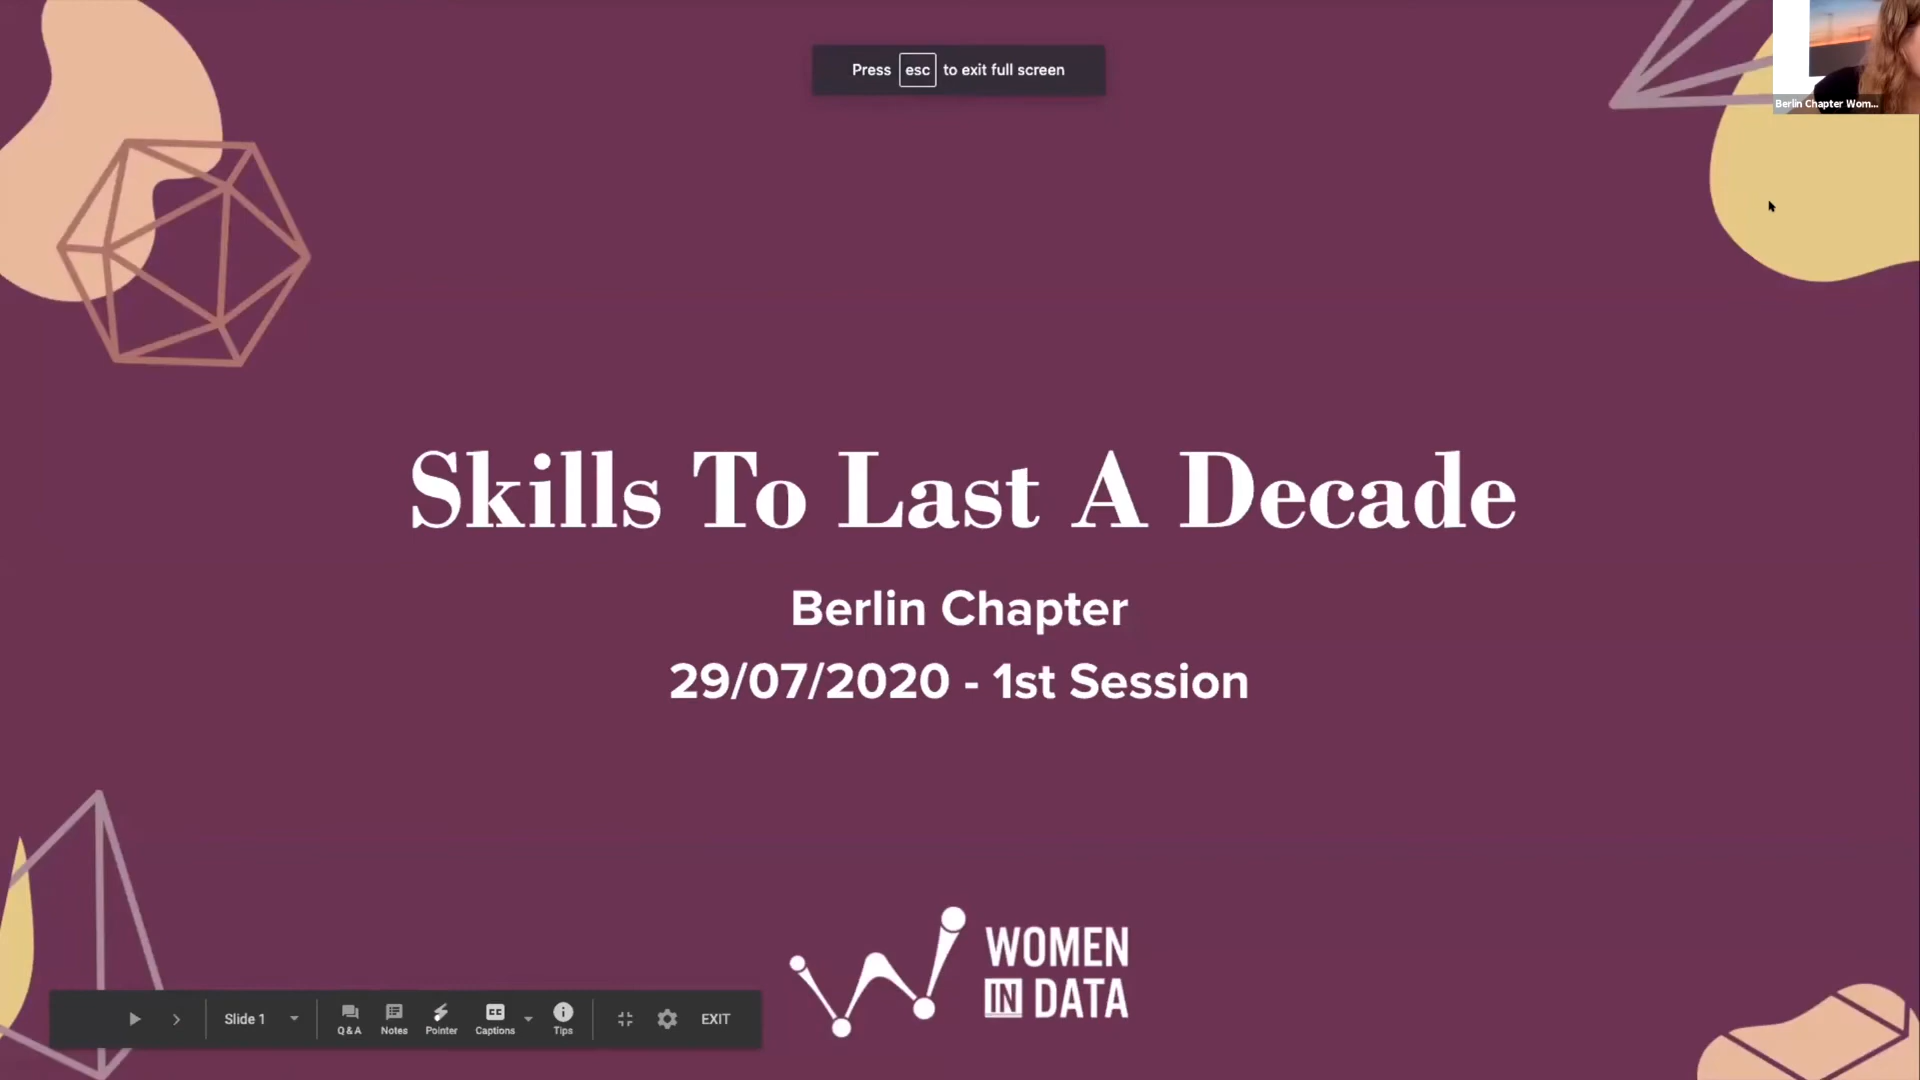 Press esc to exit full screen
Berlin Chapter Wom...
Skills To Last A Decade
Berlin Chapter
29/07/2020 - 1st Session
WOMEN
IN DATA
Slide 1
Q&A
Notes
Pointer
CC
Captions
Tips
EXIT